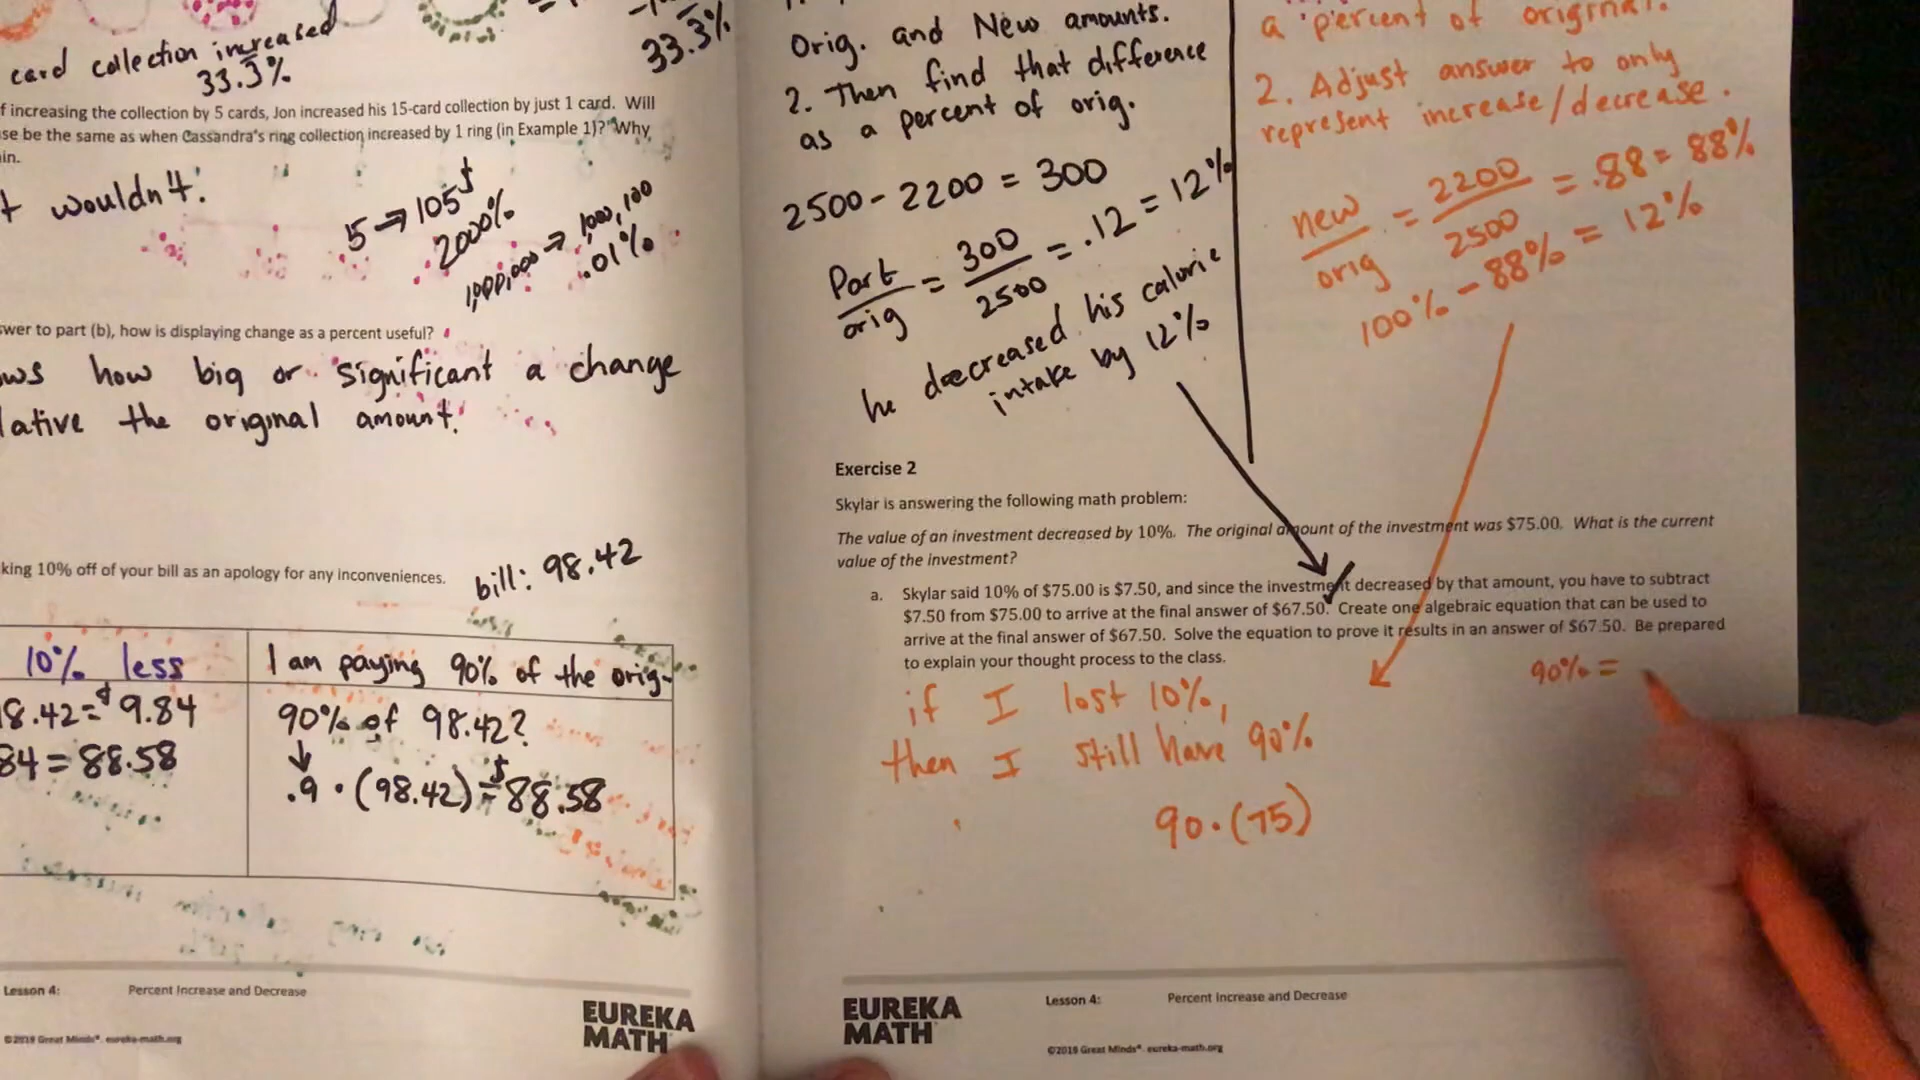 card collection increased
33.3%
33.3%
f increasing the collection by 5 cards, Jon increased his 15-card collection by just 1 card. Will
se be the same as when Cassandra's ring collection increased by 1 ring (in Example 1)? Why
in.
t wouldn't.
5 → 105
2000%
1,000,000 → 1000,100
.01%
swer to part (b), how is displaying change as a percent useful?
ows how big or significant a change
lative the original amount.
king 10% off of your bill as an apology for any inconveniences.
bill: 98.42
10% less
8.42 = $9.84
84 = 88.58
I am paying 90% of the orig.
90% of 98.42?
↓
.9 · (98.42) = $88.58
Lesson 4: Percent Increase and Decrease
©2019 Great Minds®. eureka-math.org
EUREKA
MATH
Orig. and New amounts.
2. Then find that difference
as a percent of orig.
2500 - 2200 = 300
Part/orig = 300/2500 = .12 = 12%
he decreased his calorie
intake by 12%
a percent of original.
2. Adjust answer to only
represent increase/decrease.
new/orig = 2200/2500 = .88 = 88%
100% - 88% = 12%
Exercise 2
Skylar is answering the following math problem:
The value of an investment decreased by 10%. The original amount of the investment was $75.00. What is the current
value of the investment?
a. Skylar said 10% of $75.00 is $7.50, and since the investment decreased by that amount, you have to subtract
$7.50 from $75.00 to arrive at the final answer of $67.50. Create one algebraic equation that can be used to
arrive at the final answer of $67.50. Solve the equation to prove it results in an answer of $67.50. Be prepared
to explain your thought process to the class.
90% =
if I lost 10%,
then I still have 90%
90 · (75)
EUREKA
MATH
Lesson 4: Percent Increase and Decrease
©2019 Great Minds®. eureka-math.org